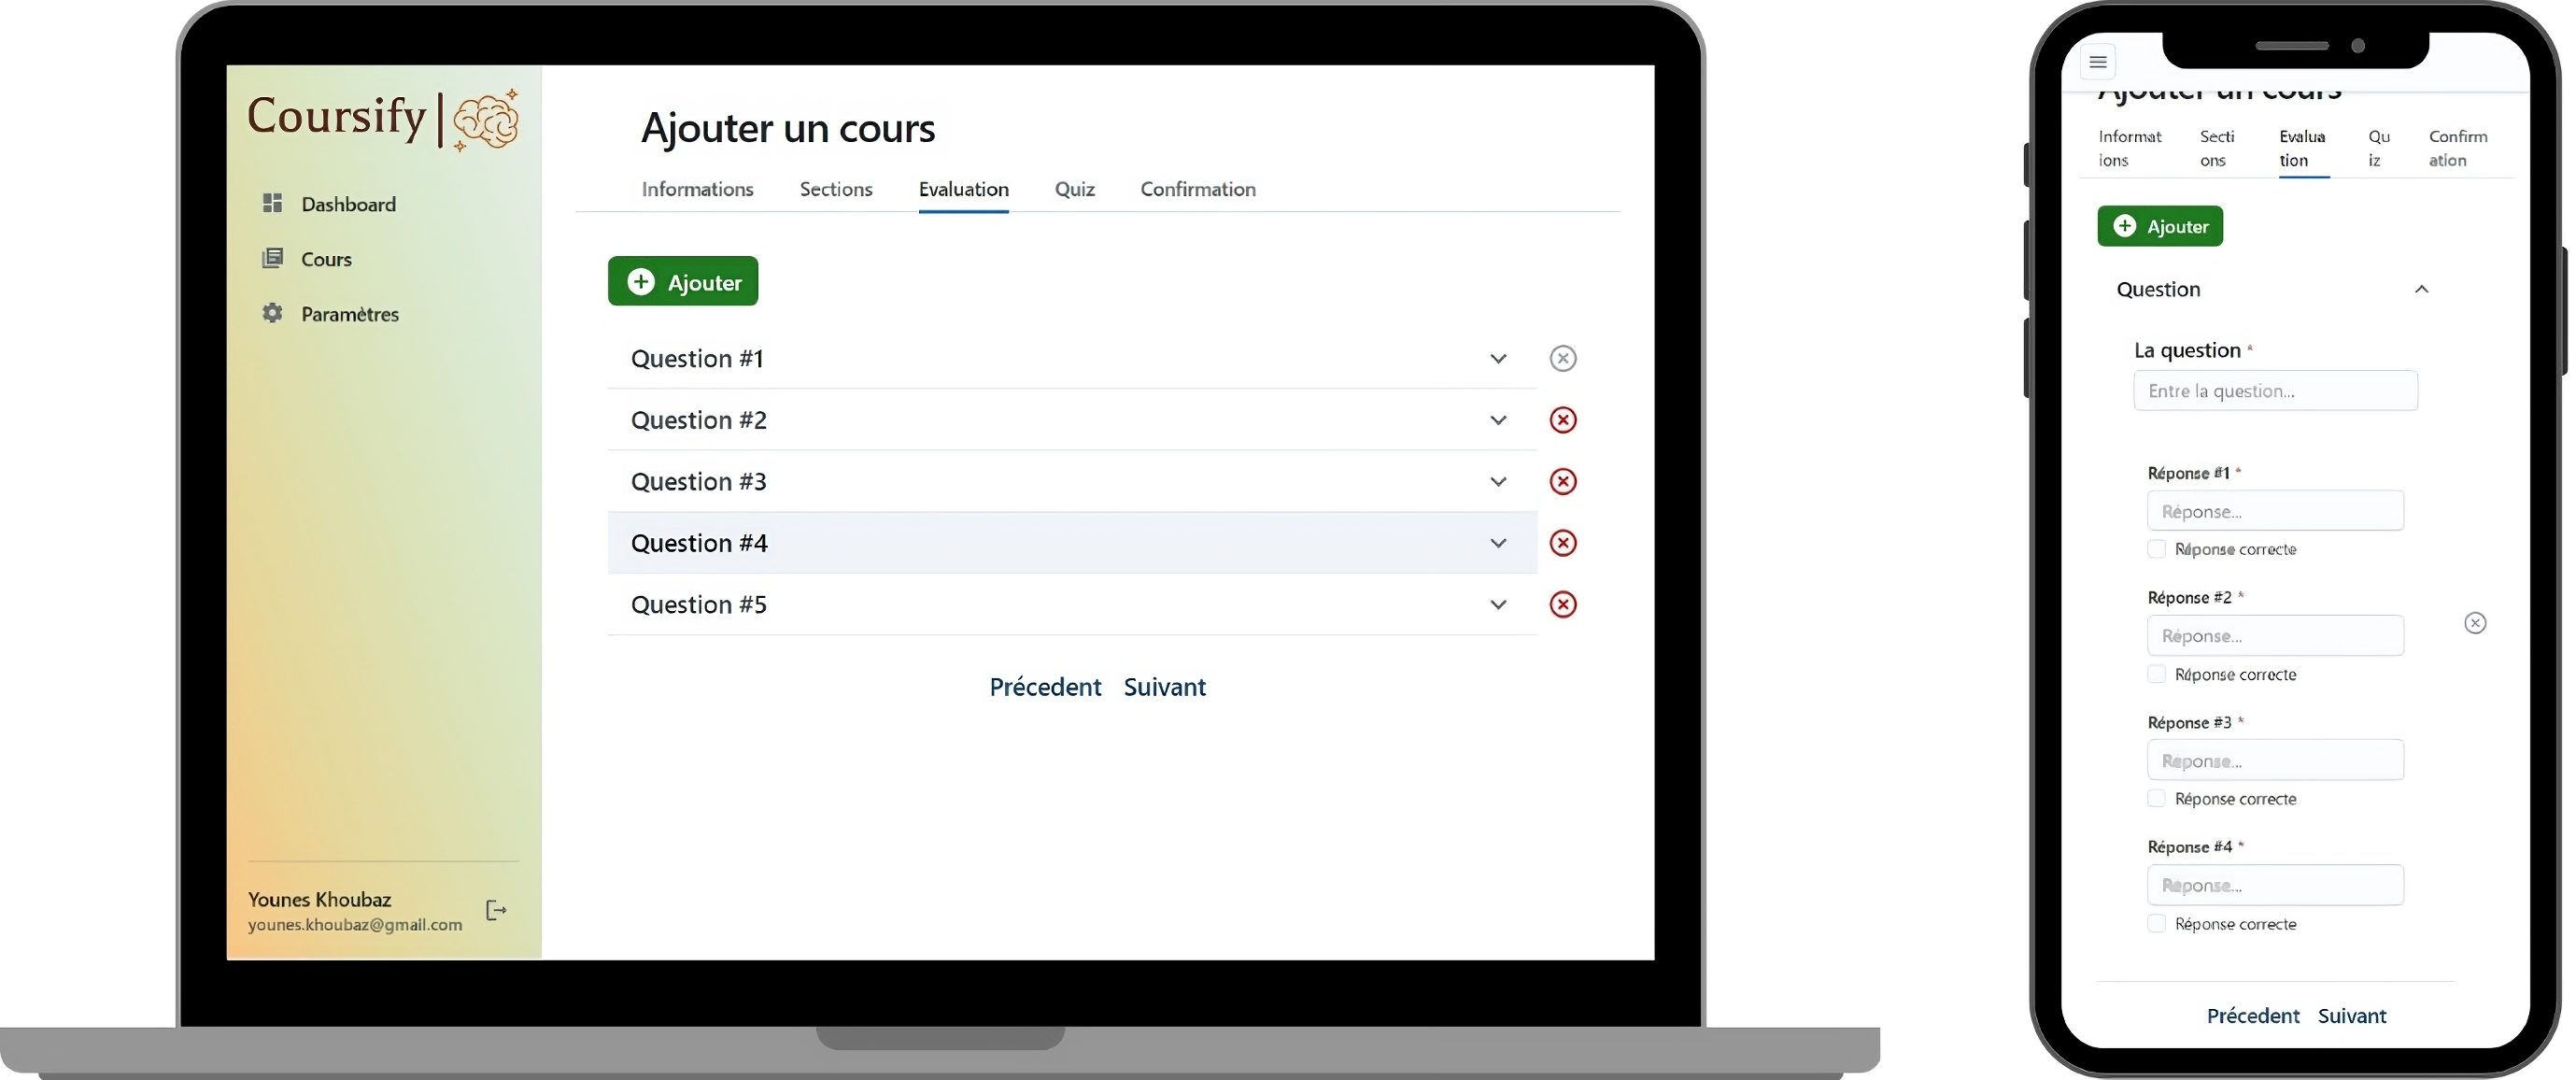 Coursify
Dashboard
Cours
Paramètres
Younes Khoubaz
younes.khoubaz@gmail.com
Ajouter un cours
Informations Sections Evaluation Quiz Confirmation
Ajouter
Question #1
Question #2
Question #3
Question #4
Question #5
Précedent Suivant
Ajouter un cours
Informat Secti Evalua Qu Confirm
ions ons tion iz ation
Ajouter
Question
La question *
Entre la question...
Réponse #1 *
Réponse...
Réponse correcte
Réponse #2 *
Réponse...
Réponse correcte
Réponse #3 *
Réponse...
Réponse correcte
Réponse #4 *
Réponse...
Réponse correcte
Précedent Suivant